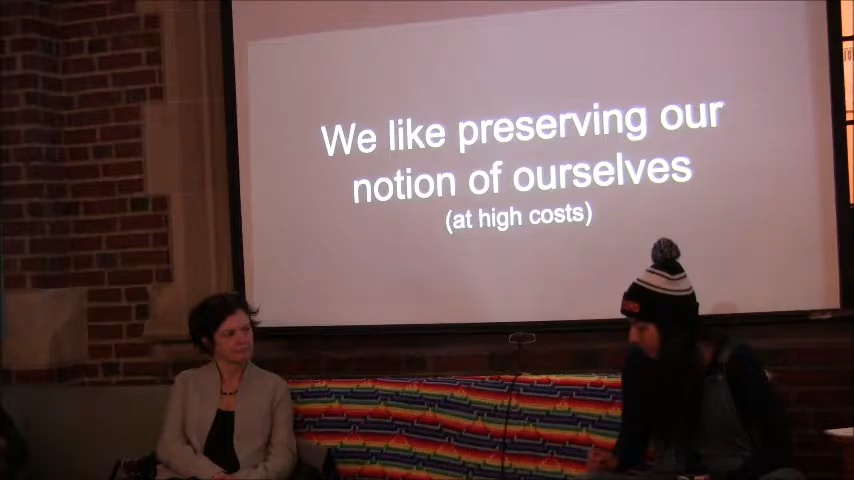 We like preserving our
notion of ourselves
(at high costs)